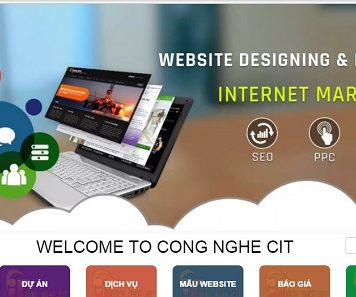 WEBSITE DESIGNING &
INTERNET MAR
SEO
PPC
WELCOME TO CONG NGHE CIT
DỰ ÁN
DỊCH VỤ
MẪU WEBSITE
BÁO GIÁ